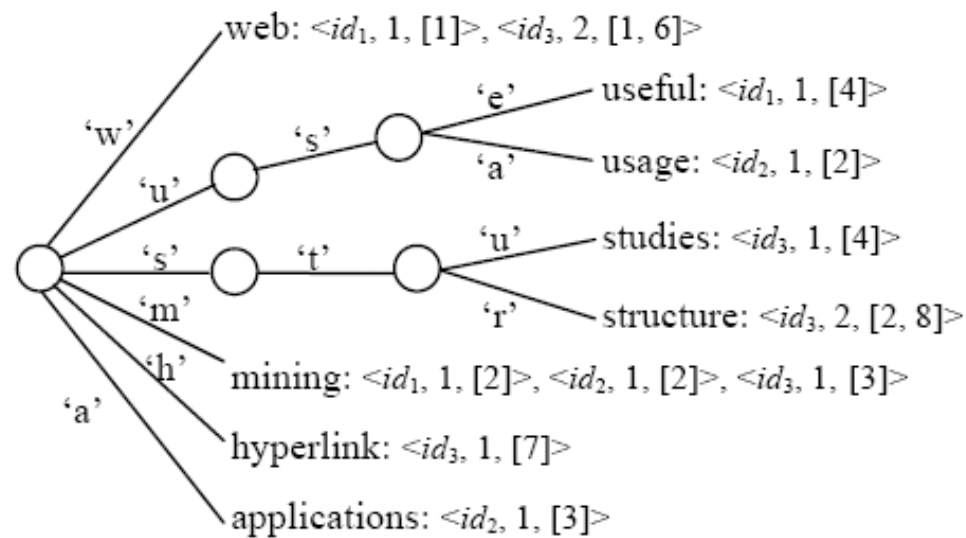 web: <id₁, 1, [1]>, <id₃, 2, [1, 6]>
‘e’
useful: <id₁, 1, [4]>
‘w’
‘s’
‘a’
usage: <id₂, 1, [2]>
‘u’
‘u’
studies: <id₃, 1, [4]>
‘s’
‘t’
‘r’
structure: <id₃, 2, [2, 8]>
‘m’
mining: <id₁, 1, [2]>, <id₂, 1, [2]>, <id₃, 1, [3]>
‘h’
‘a’
hyperlink: <id₃, 1, [7]>
applications: <id₂, 1, [3]>